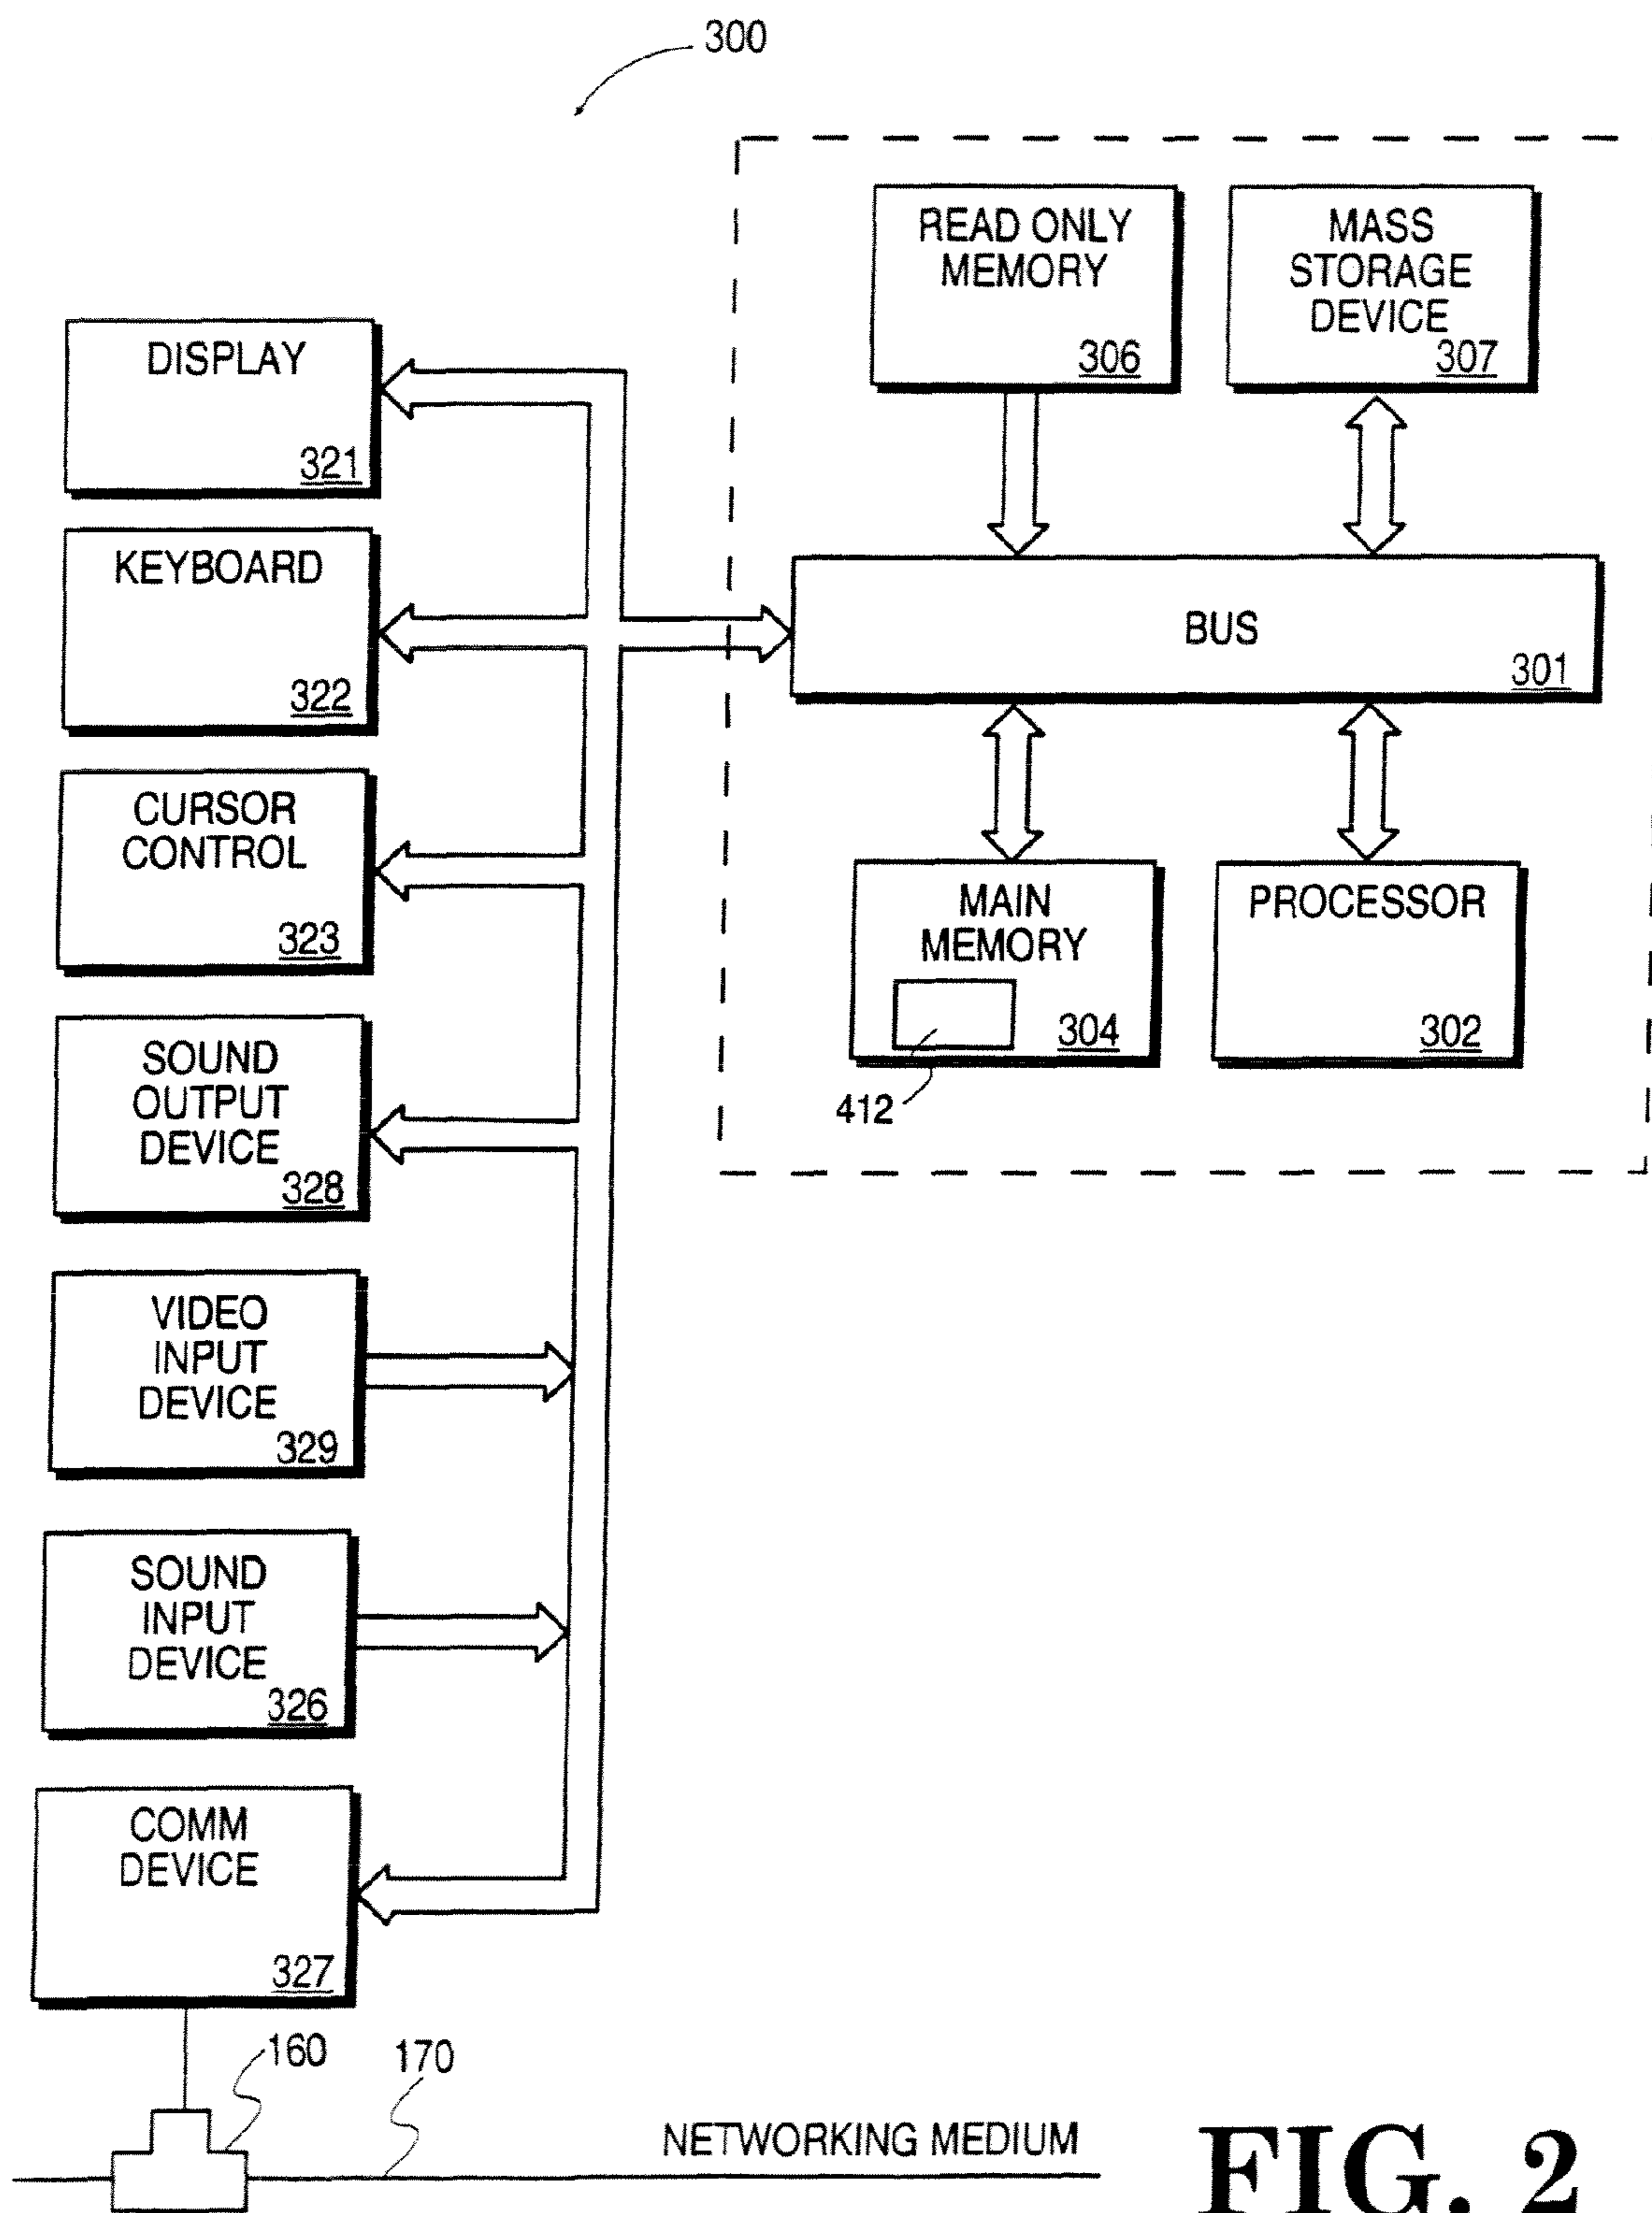 300
READ ONLY
MEMORY
306
MASS
STORAGE
DEVICE
307
DISPLAY
321
KEYBOARD
322
BUS
301
CURSOR
CONTROL
323
MAIN
MEMORY
304
412
PROCESSOR
302
SOUND
OUTPUT
DEVICE
328
VIDEO
INPUT
DEVICE
329
SOUND
INPUT
DEVICE
326
COMM
DEVICE
327
160
170
NETWORKING MEDIUM
FIG. 2